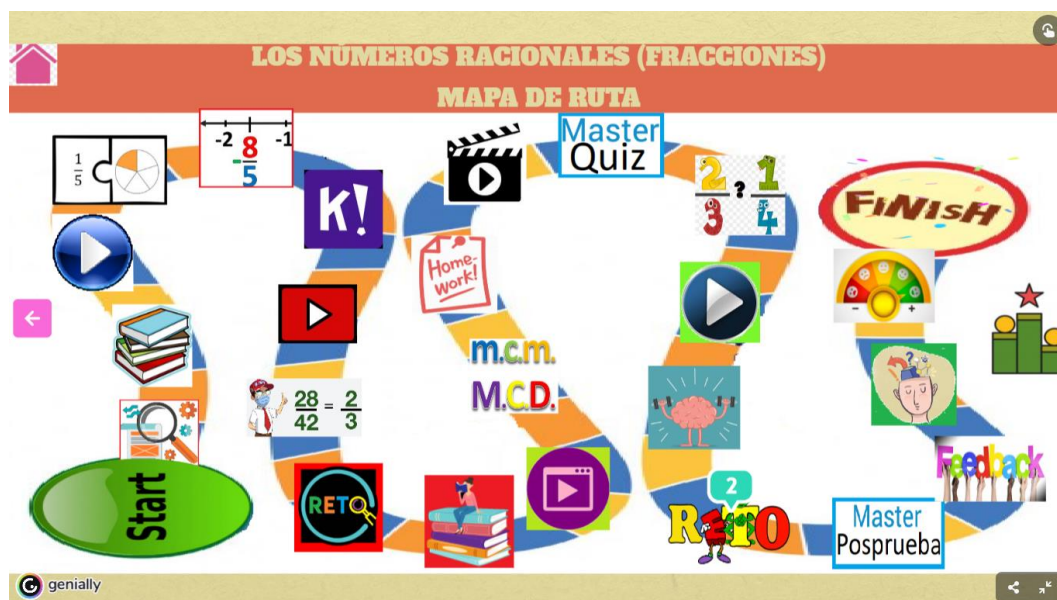 LOS NÚMEROS RACIONALES (FRACCIONES)
MAPA DE RUTA
1
5
-2 -1
-8
5
K!
Master
Quiz
2 ? 1
3 4
FiNisH
Home-
work!
m.c.m.
M.C.D.
28 = 2
42 3
- +
?
Start
RETO
2
RETO
Master
Posprueba
Feedback
genially